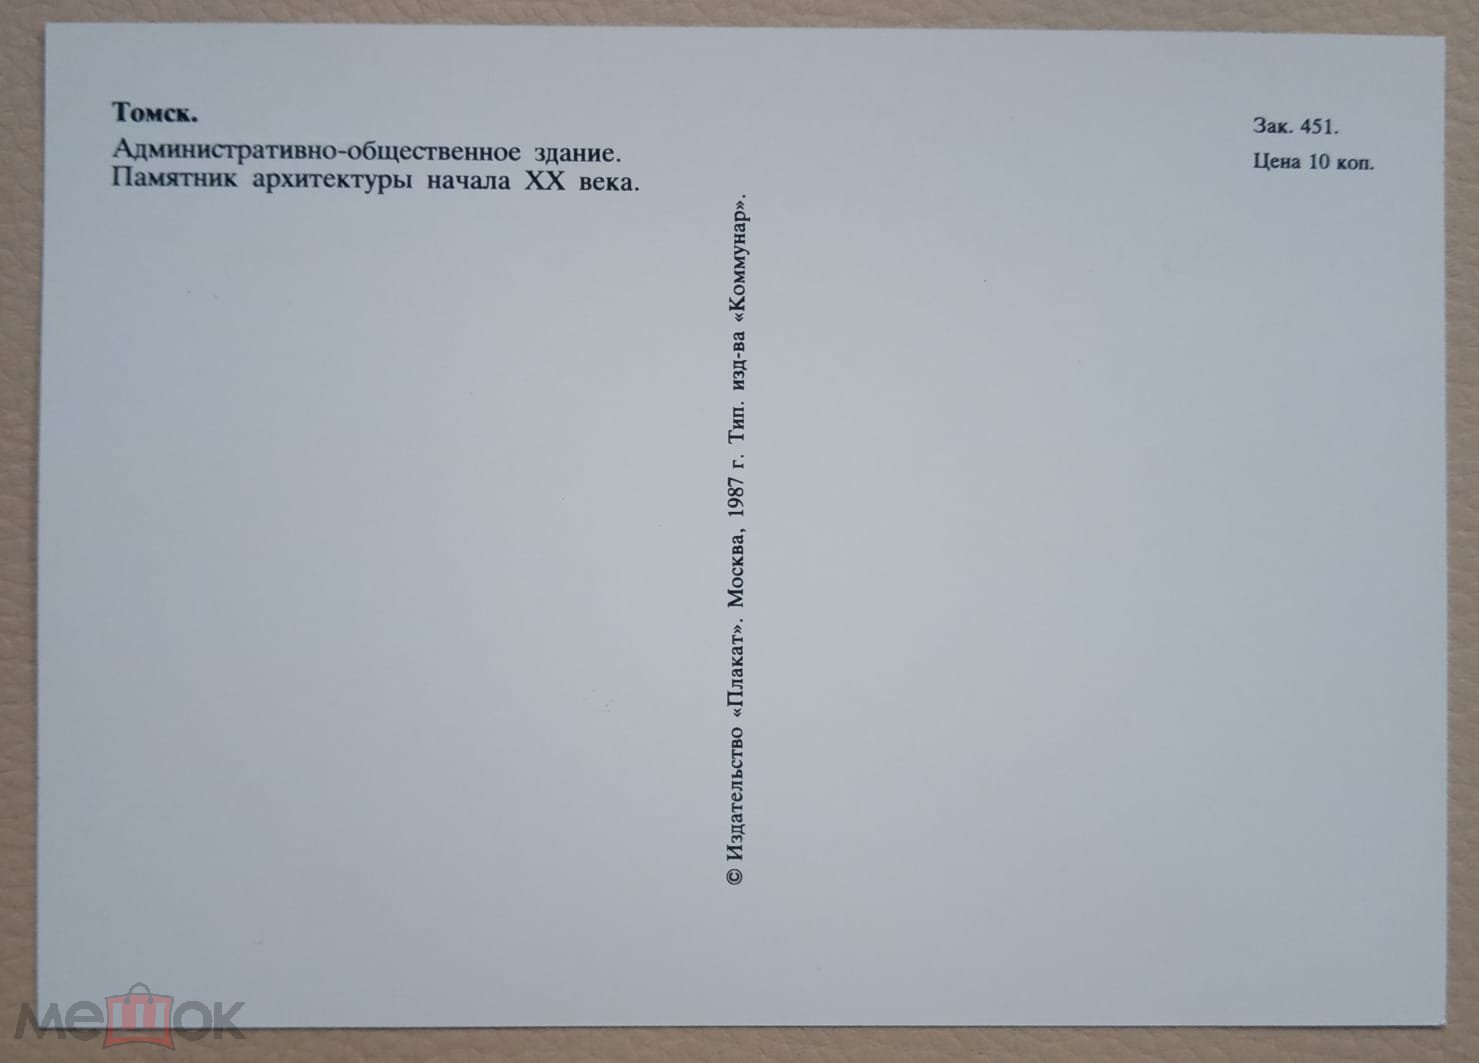 Томск.
Административно-общественное здание.
Памятник архитектуры начала XX века.
Зак. 451.
Цена 10 коп.
© Издательство «Плакат». Москва, 1987 г. Тип. изд-ва «Коммунар».
мешок